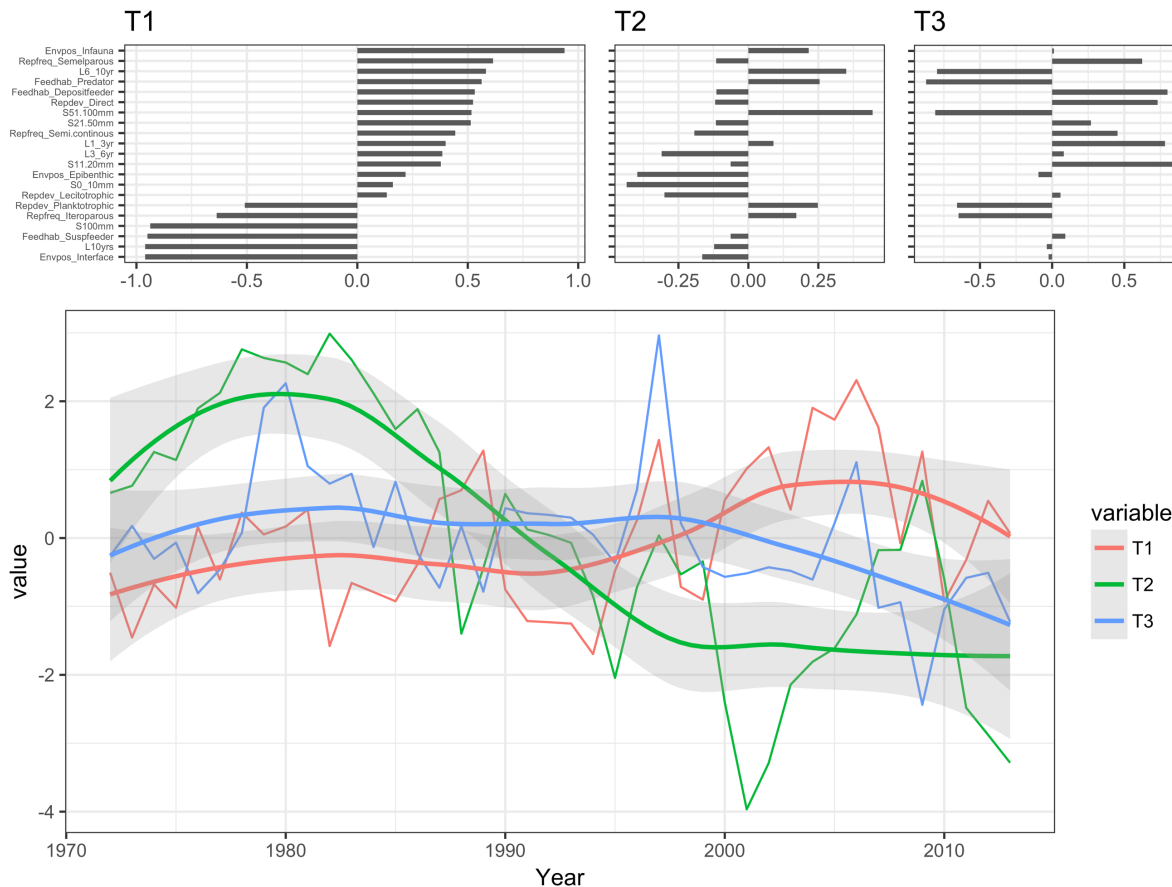 T1 T2 T3
Envpos_Infauna
Repfreq_Semelparous
L6_10yr
Feedhab_Predator
Feedhab_Depositfeeder
Repdev_Direct
S51.100mm
S21.50mm
Repfreq_Semi.continous
L1_3yr
L3_6yr
S11.20mm
Envpos_Epibenthic
S0_10mm
Repdev_Lecitotrophic
Repdev_Planktotrophic
Repfreq_Iteroparous
S100mm
Feedhab_Suspfeeder
L10yrs
Envpos_Interface
-1.0 -0.5 0.0 0.5 1.0 -0.25 0.00 0.25 -0.5 0.0 0.5
2
0
-2
-4
value
1970 1980 1990 2000 2010
Year
variable
T1
T2
T3